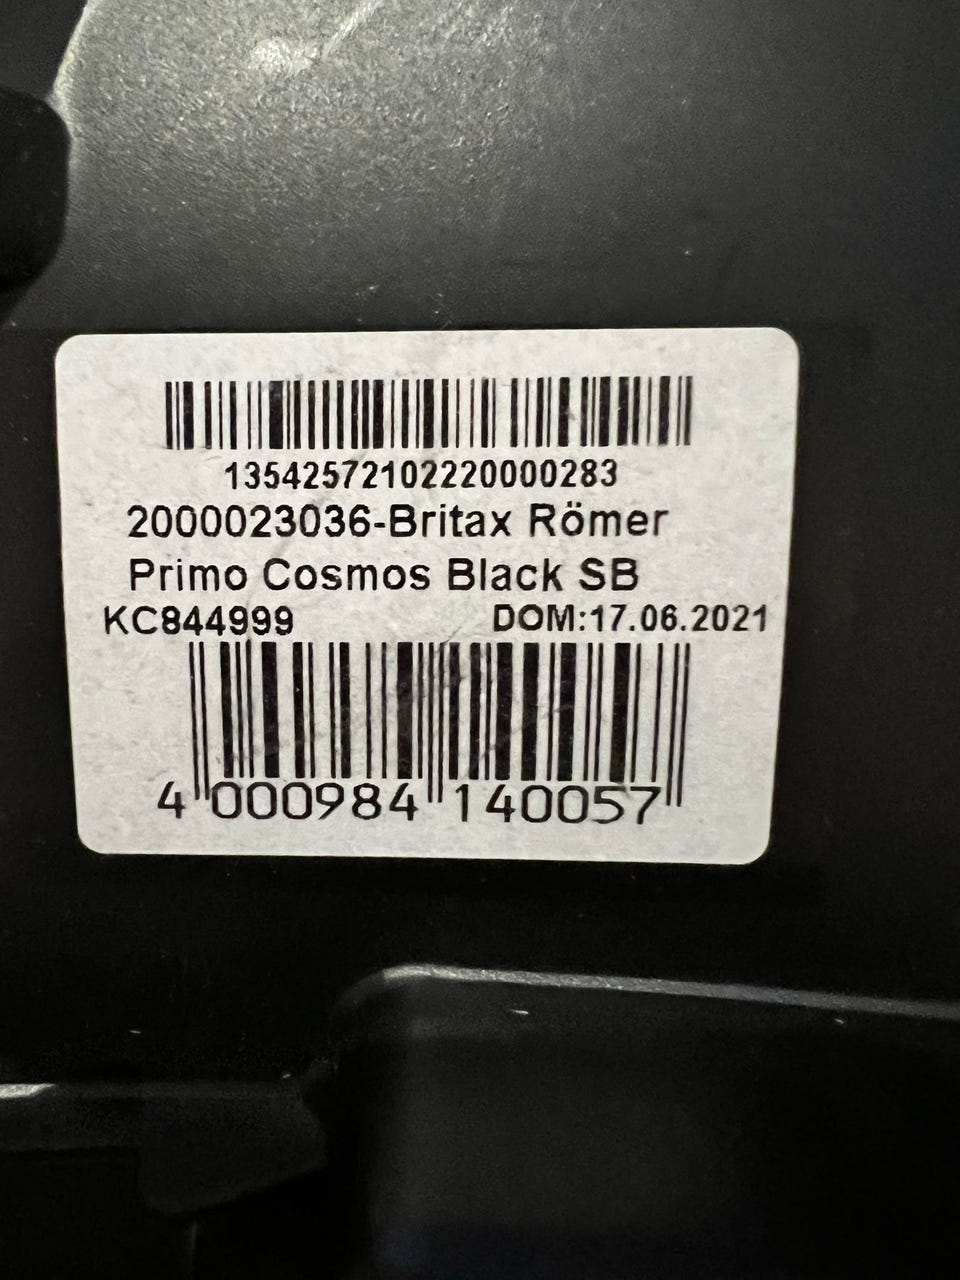 13542572102220000283
2000023036-Britax Römer
Primo Cosmos Black SB
KC844999 DOM:17.06.2021
4 000984 140057